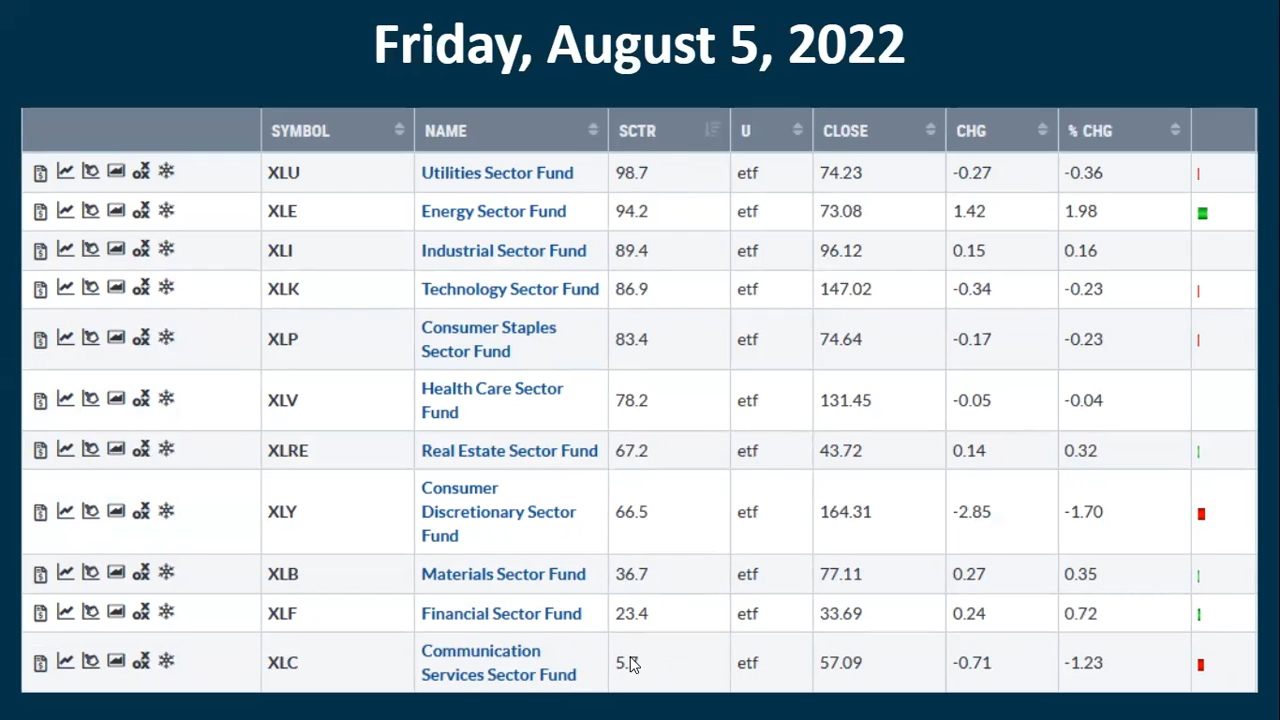 Friday, August 5, 2022
SYMBOL NAME SCTR U CLOSE CHG % CHG
XLU Utilities Sector Fund 98.7 etf 74.23 -0.27 -0.36
XLE Energy Sector Fund 94.2 etf 73.08 1.42 1.98
XLI Industrial Sector Fund 89.4 etf 96.12 0.15 0.16
XLK Technology Sector Fund 86.9 etf 147.02 -0.34 -0.23
XLP Consumer Staples Sector Fund 83.4 etf 74.64 -0.17 -0.23
XLV Health Care Sector Fund 78.2 etf 131.45 -0.05 -0.04
XLRE Real Estate Sector Fund 67.2 etf 43.72 0.14 0.32
XLY Consumer Discretionary Sector Fund 66.5 etf 164.31 -2.85 -1.70
XLB Materials Sector Fund 36.7 etf 77.11 0.27 0.35
XLF Financial Sector Fund 23.4 etf 33.69 0.24 0.72
XLC Communication Services Sector Fund etf 57.09 -0.71 -1.23